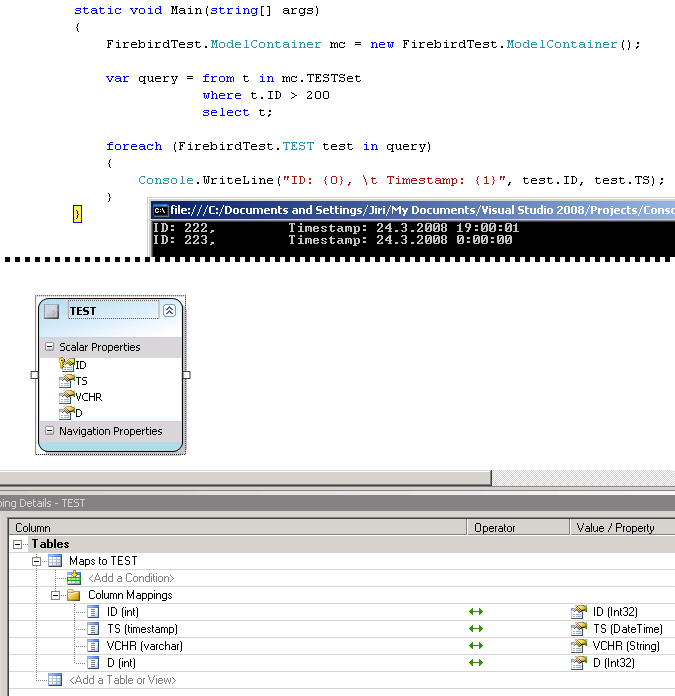 static void Main(string[] args)
{
FirebirdTest.ModelContainer mc = new FirebirdTest.ModelContainer();
var query = from t in mc.TESTSet
where t.ID > 200
select t;
foreach (FirebirdTest.TEST test in query)
{
Console.WriteLine("ID: {0}, \t Timestamp: {1}", test.ID, test.TS);
}
}
file:///C:/Documents and Settings/Jiri/My Documents/Visual Studio 2008/Projects/Conso
ID: 222, Timestamp: 24.3.2008 19:00:01
ID: 223, Timestamp: 24.3.2008 0:00:00
TEST
Scalar Properties
ID
TS
VCHR
D
Navigation Properties
ping Details - TEST
Column Operator Value / Property
Tables
Maps to TEST
<Add a Condition>
Column Mappings
ID (int) ID (Int32)
TS (timestamp) TS (DateTime)
VCHR (varchar) VCHR (String)
D (int) D (Int32)
<Add a Table or View>